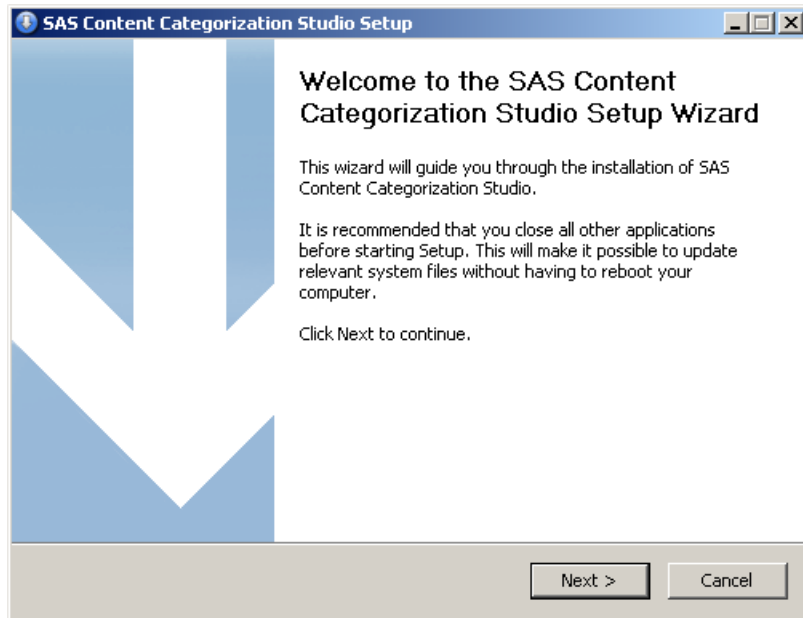 SAS Content Categorization Studio Setup
Welcome to the SAS Content
Categorization Studio Setup Wizard
This wizard will guide you through the installation of SAS
Content Categorization Studio.
It is recommended that you close all other applications
before starting Setup. This will make it possible to update
relevant system files without having to reboot your
computer.
Click Next to continue.
Next >
Cancel